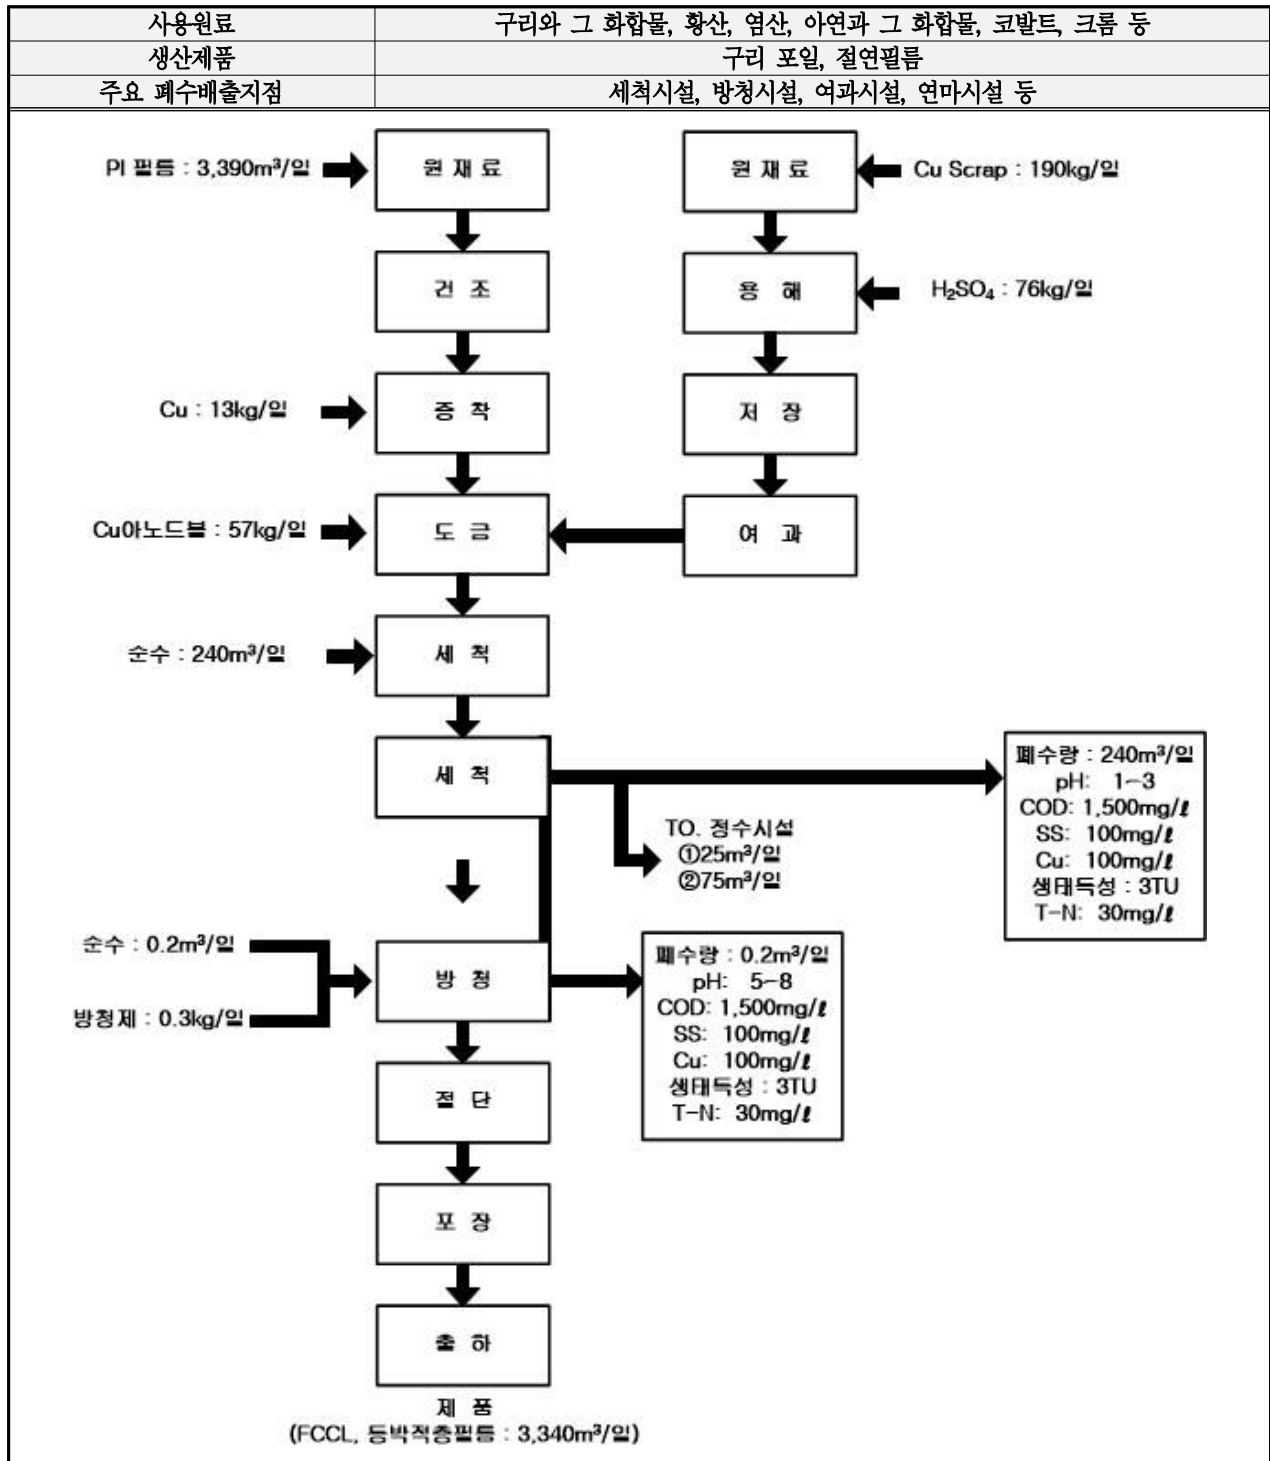 사용원료 구리와 그 화합물, 황산, 염산, 아연과 그 화합물, 코발트, 크롬 등
생산제품 구리 포일, 절연필름
주요 폐수배출지점 세척시설, 방청시설, 여과시설, 연마시설 등
PI 필름 : 3,390m³/일
원 재 료
원 재 료
Cu Scrap : 190kg/일
건 조
용 해
H₂SO₄ : 76kg/일
Cu : 13kg/일
증 착
저 장
Cu아노드볼 : 57kg/일
도 금
여 과
순수 : 240m³/일
세 척
세 척
TO. 정수시설
①25m³/일
②75m³/일
폐수량 : 240m³/일
pH: 1-3
COD: 1,500mg/ℓ
SS: 100mg/ℓ
Cu: 100mg/ℓ
생태독성 : 3TU
T-N: 30mg/ℓ
순수 : 0.2m³/일
방청제 : 0.3kg/일
방 청
폐수량 : 0.2m³/일
pH: 5-8
COD: 1,500mg/ℓ
SS: 100mg/ℓ
Cu: 100mg/ℓ
생태독성 : 3TU
T-N: 30mg/ℓ
절 단
포 장
출 하
제 품
(FCCL, 동박적층필름 : 3,340m³/일)